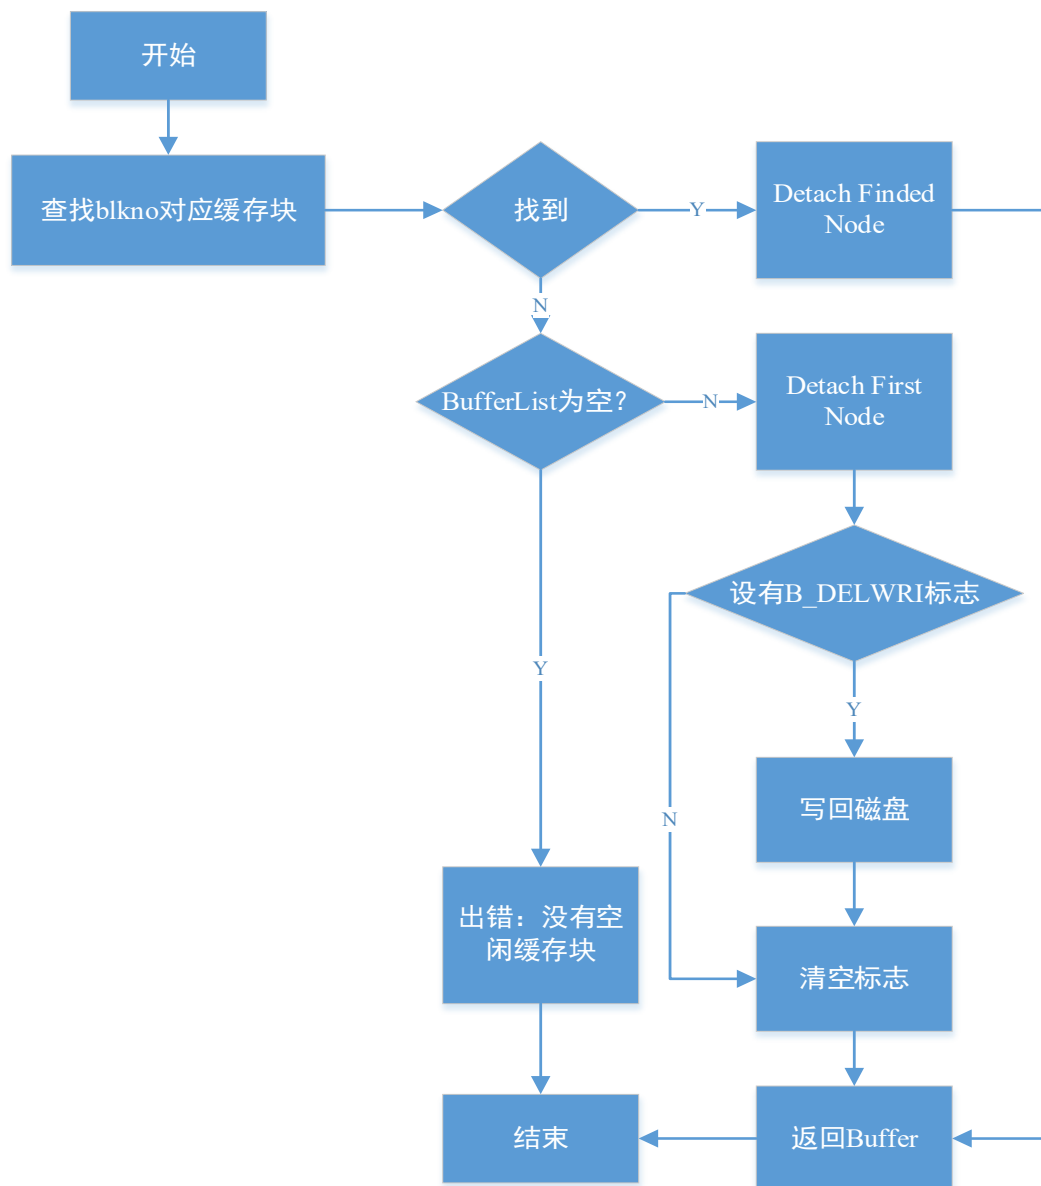 开始
查找blkno对应缓存块
找到
Y
Detach Finded
Node
N
BufferList为空?
N
Detach First
Node
设有B_DELWRI标志
Y
Y
写回磁盘
N
出错：没有空
闲缓存块
清空标志
结束
返回Buffer